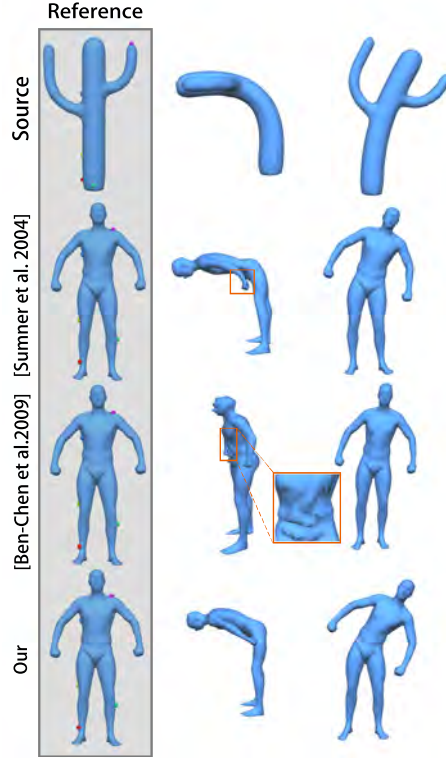 Reference
Source
[Sumner et al. 2004]
[Ben-Chen et al.2009]
Our